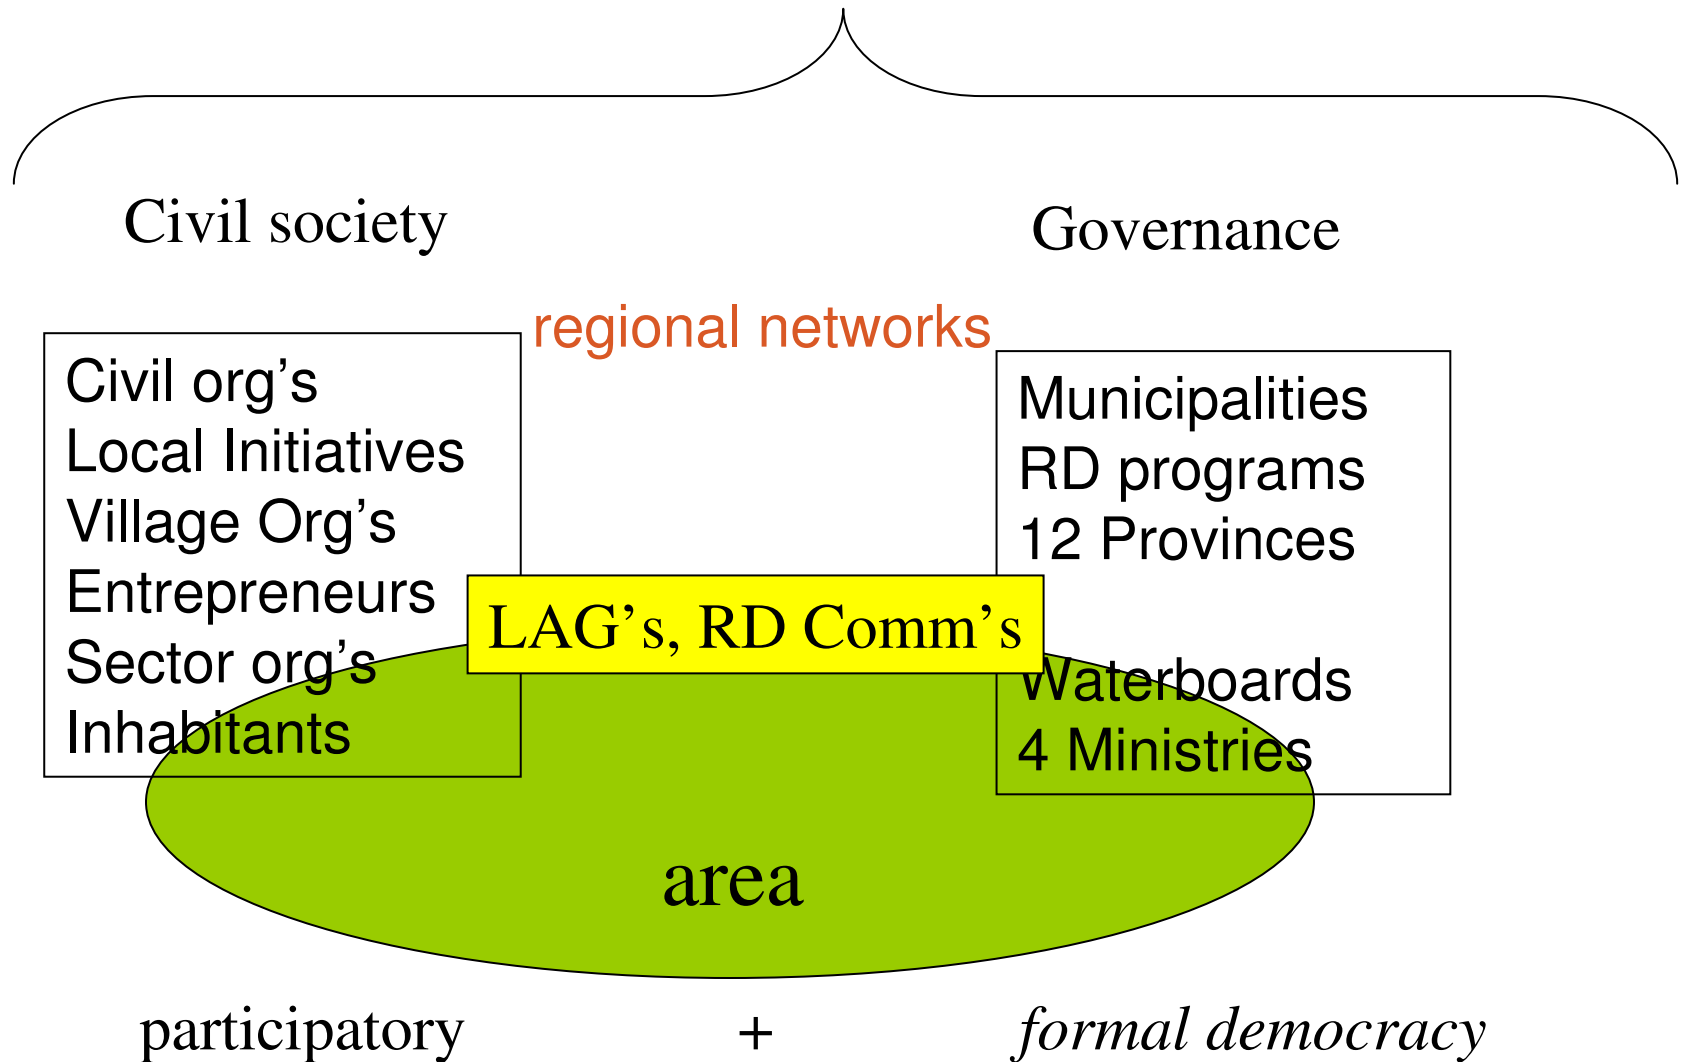 Civil society
Governance
regional networks
Civil org’s
Local Initiatives
Village Org’s
Entrepreneurs
Sector org’s
Inhabitants
Municipalities
RD programs
12 Provinces
Waterboards
4 Ministries
LAG’s, RD Comm’s
area
participatory + formal democracy